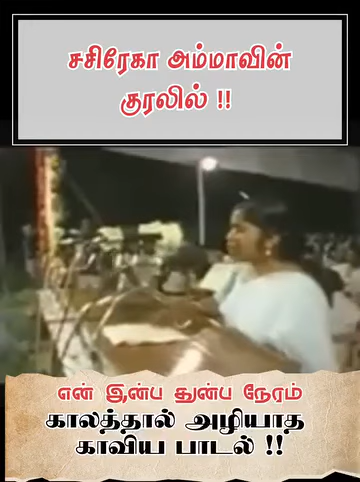 சசிரேகா அம்மாவின்
குரலில் !!
என் இன்ப துன்ப நேரம்
காலத்தால் அழியாத
காவிய பாடல் !!